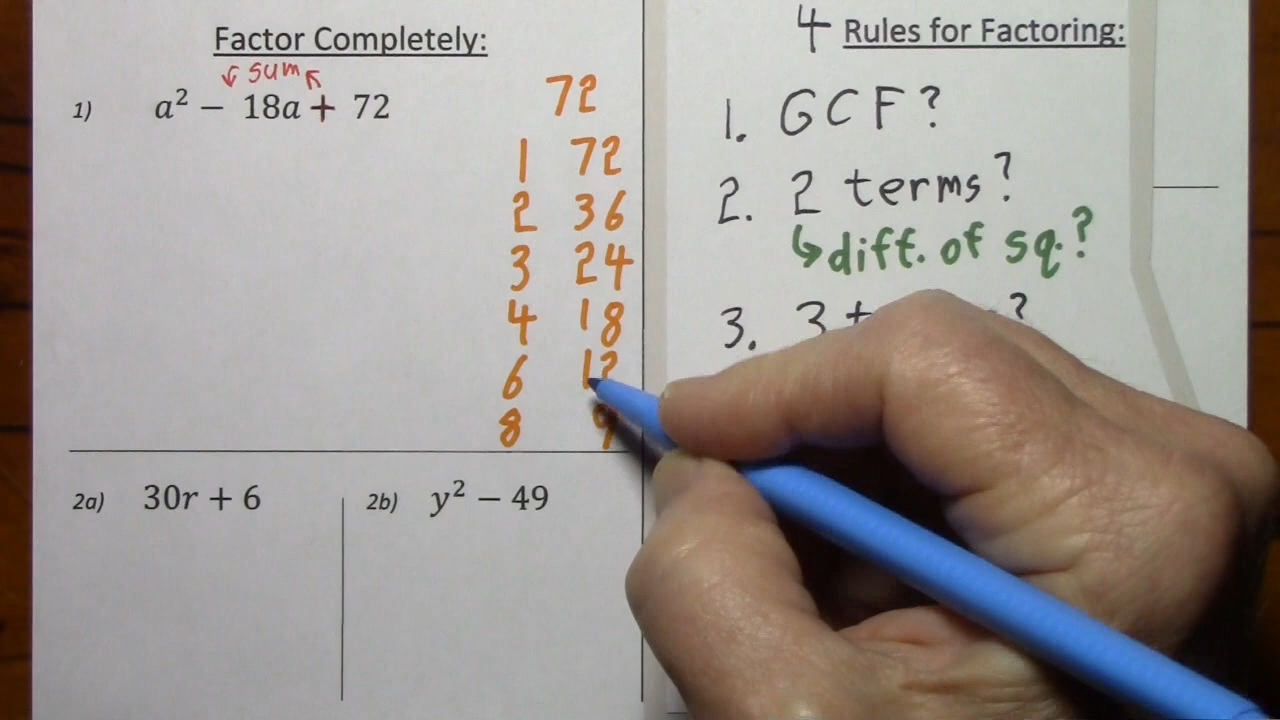 Factor Completely:
sum
1) a² − 18a + 72
72
1 72
2 36
3 24
4 18
6 12
8 9
2a) 30r + 6
2b) y² − 49
4 Rules for Factoring:
1. GCF?
2. 2 terms?
↳diff. of sq.?
3. 3 ?